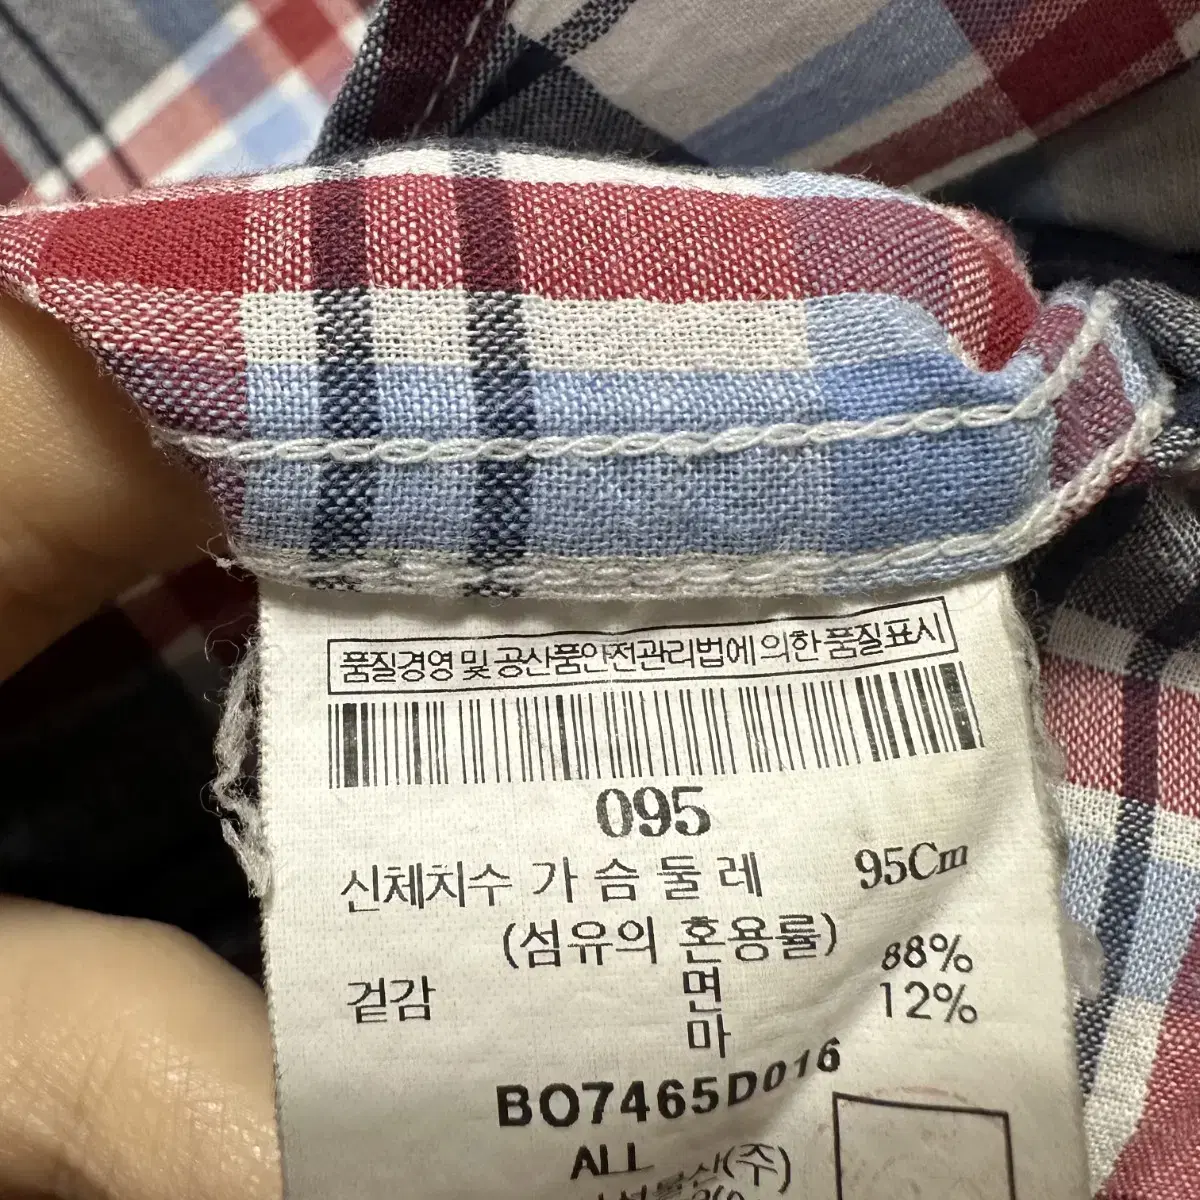 품질경영 및 공산품안전관리법에 의한 품질표시
095
신체치수 가 슴 둘 레 95Cm
(섬유의 혼용률)
겉감 면 88%
마 12%
BO7465D016
ALL
(주)